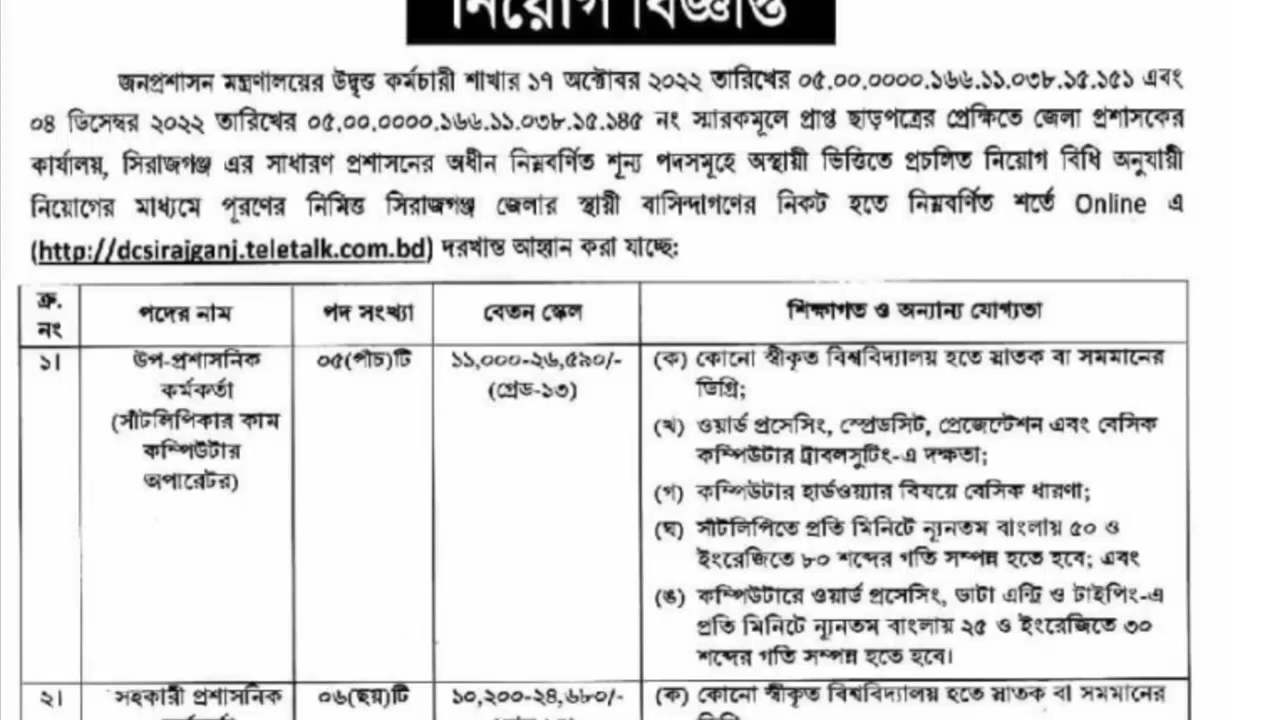 নিয়োগ বিজ্ঞপ্তি
জনপ্রশাসন মন্ত্রণালয়ের উদ্বৃত্ত কর্মচারী শাখার ১৭ অক্টোবর ২০২২ তারিখের ০৫.০০.০০০০.১৬৬.১১.০৩৮.১৫.১৫১ এবং
০৪ ডিসেম্বর ২০২২ তারিখের ০৫.০০.০০০০.১৬৬.১১.০৩৮.১৫.১৪৫ নং স্মারকমূলে প্রাপ্ত ছাড়পত্রের প্রেক্ষিতে জেলা প্রশাসকের
কার্যালয়, সিরাজগঞ্জ এর সাধারণ প্রশাসনের অধীন নিম্নবর্ণিত শূন্য পদসমূহে অস্থায়ী ভিত্তিতে প্রচলিত নিয়োগ বিধি অনুযায়ী
নিয়োগের মাধ্যমে পূরণের নিমিত্ত সিরাজগঞ্জ জেলার স্থায়ী বাসিন্দাগণের নিকট হতে নিম্নবর্ণিত শর্তে Online এ
(http://dcsirajganj.teletalk.com.bd) দরখাস্ত আহ্বান করা যাচ্ছে:
ক্র. নং
পদের নাম
পদ সংখ্যা
বেতন স্কেল
শিক্ষাগত ও অন্যান্য যোগ্যতা
১।
উপ-প্রশাসনিক
কর্মকর্তা
(সাঁটলিপিকার কাম
কম্পিউটার
অপারেটর)
০৫(পাঁচ)টি
১১,০০০-২৬,৫৯০/-
(গ্রেড-১৩)
(ক) কোনো স্বীকৃত বিশ্ববিদ্যালয় হতে স্নাতক বা সমমানের
ডিগ্রি;
(খ) ওয়ার্ড প্রসেসিং, স্প্রেডসিট, প্রেজেন্টেশন এবং বেসিক
কম্পিউটার ট্রাবলসুটিং-এ দক্ষতা;
(গ) কম্পিউটার হার্ডওয়্যার বিষয়ে বেসিক ধারণা;
(ঘ) সাঁটলিপিতে প্রতি মিনিটে ন্যূনতম বাংলায় ৫০ ও
ইংরেজিতে ৮০ শব্দের গতি সম্পন্ন হতে হবে; এবং
(ঙ) কম্পিউটারে ওয়ার্ড প্রসেসিং, ডাটা এন্ট্রি ও টাইপিং-এ
প্রতি মিনিটে ন্যূনতম বাংলায় ২৫ ও ইংরেজিতে ৩০
শব্দের গতি সম্পন্ন হতে হবে।
২।
সহকারী প্রশাসনিক
০৬(ছয়)টি
১০,২০০-২৪,৬৮০/-
(ক) কোনো স্বীকৃত বিশ্ববিদ্যালয় হতে স্নাতক বা সমমানের